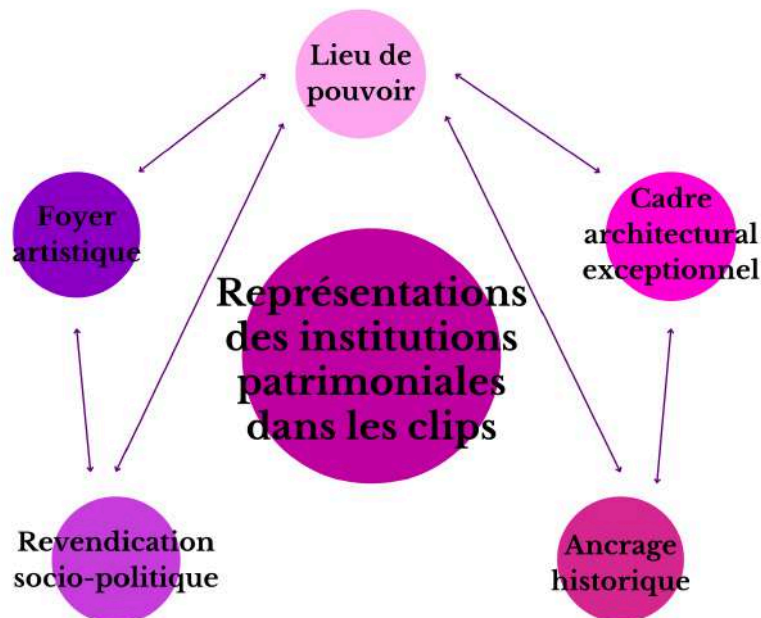 Lieu de
pouvoir
Foyer
artistique
Cadre
architectural
exceptionnel
Représentations
des institutions
patrimoniales
dans les clips
Revendication
socio-politique
Ancrage
historique